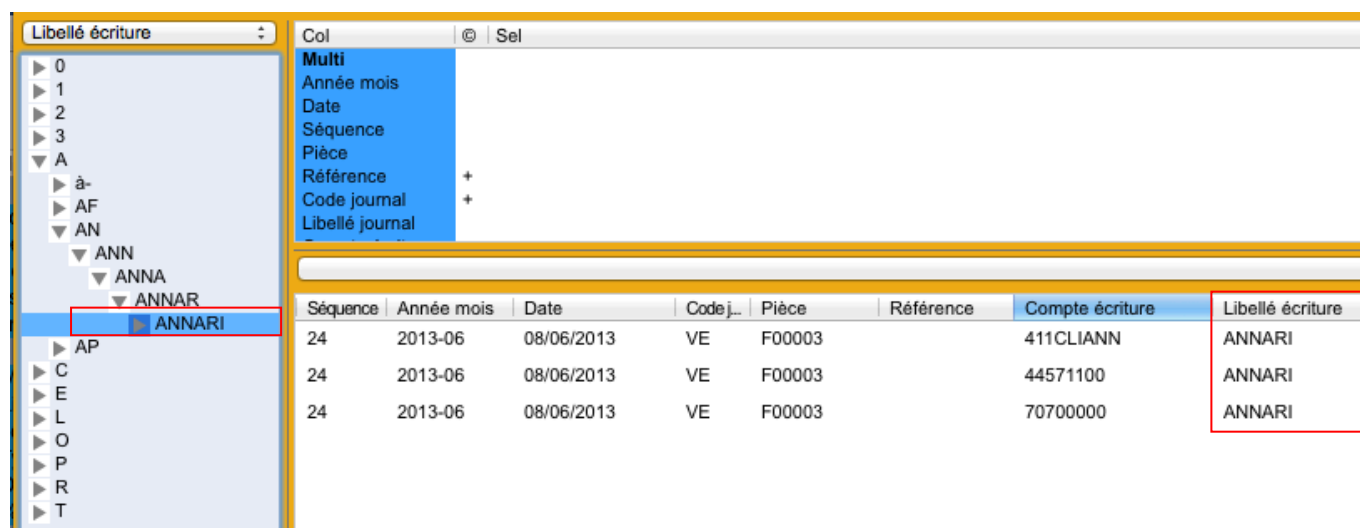 Libellé écriture
0
1
2
3
A
à-
AF
AN
ANN
ANNA
ANNAR
ANNARI
AP
C
E
L
O
P
R
T
Col © Sel
Multi
Année mois
Date
Séquence
Pièce
Référence +
Code journal +
Libellé journal
Séquence Année mois Date Code j... Pièce Référence Compte écriture Libellé écriture
24 2013-06 08/06/2013 VE F00003 411CLIANN ANNARI
24 2013-06 08/06/2013 VE F00003 44571100 ANNARI
24 2013-06 08/06/2013 VE F00003 70700000 ANNARI